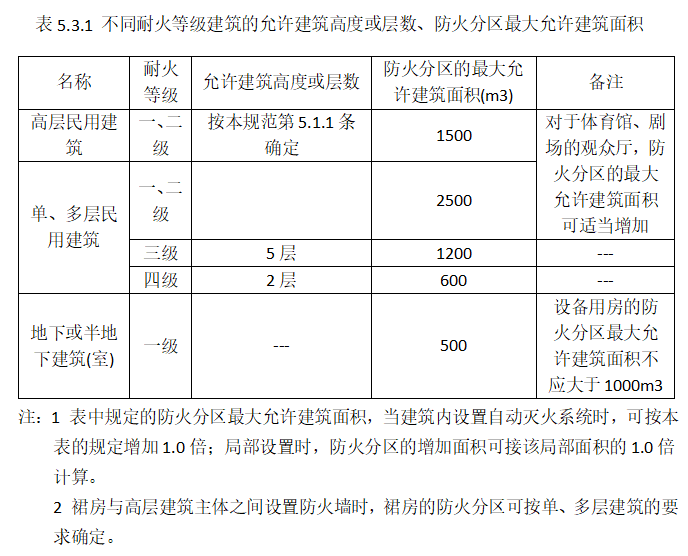 表 5.3.1 不同耐火等级建筑的允许建筑高度或层数、防火分区最大允许建筑面积
名称
耐火
等级
允许建筑高度或层数
防火分区的最大允
许建筑面积(m3)
备注
高层民用建
筑
一、二
级
按本规范第 5.1.1 条
确定
1500
对于体育馆、剧
场的观众厅，防
火分区的最大
允许建筑面积
可适当增加
单、多层民
用建筑
一、二
级
2500
三级
5 层
1200
---
四级
2 层
600
---
地下或半地
下建筑(室)
一级
---
500
设备用房的防
火分区最大允
许建筑面积不
应大于 1000m3
注：1 表中规定的防火分区最大允许建筑面积，当建筑内设置自动灭火系统时，可按本
表的规定增加 1.0 倍；局部设置时，防火分区的增加面积可接该局部面积的 1.0 倍
计算。
2 裙房与高层建筑主体之间设置防火墙时，裙房的防火分区可按单、多层建筑的要
求确定。